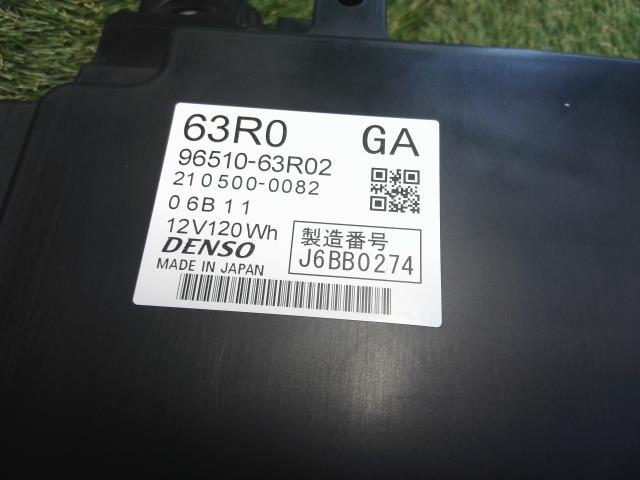 63R0 GA
96510-63R02
210500-0082
06B11
12V120Wh
DENSO
MADE IN JAPAN
製造番号
J6BB0274